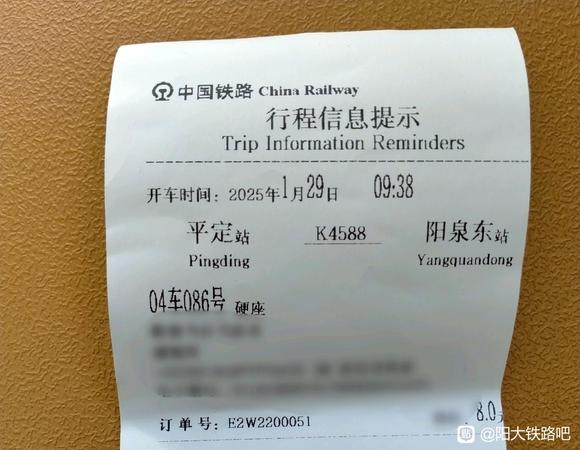 中国铁路 China Railway
行程信息提示
Trip Information Reminders
开车时间: 2025年1月29日 09:38
平定站 K4588 阳泉东站
Pingding Yangquandong
04车086号 硬座
订单号: E2W2200051 8.0元
贴 @阳大铁路吧